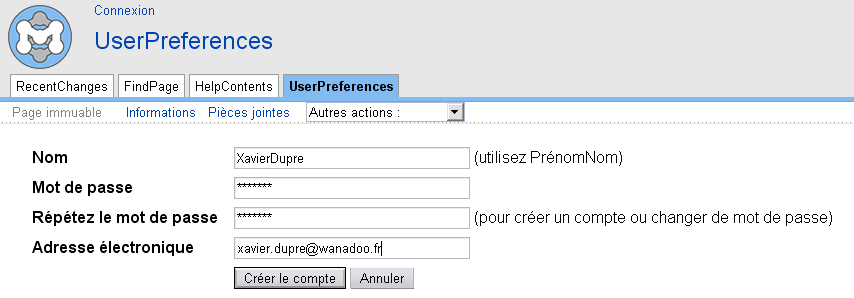 Connexion
UserPreferences
RecentChanges FindPage HelpContents UserPreferences
Page immuable Informations Pièces jointes Autres actions :
Nom XavierDupre (utilisez PrénomNom)
Mot de passe *******
Répétez le mot de passe ******* (pour créer un compte ou changer de mot de passe)
Adresse électronique xavier.dupre@wanadoo.fr
Créer le compte Annuler